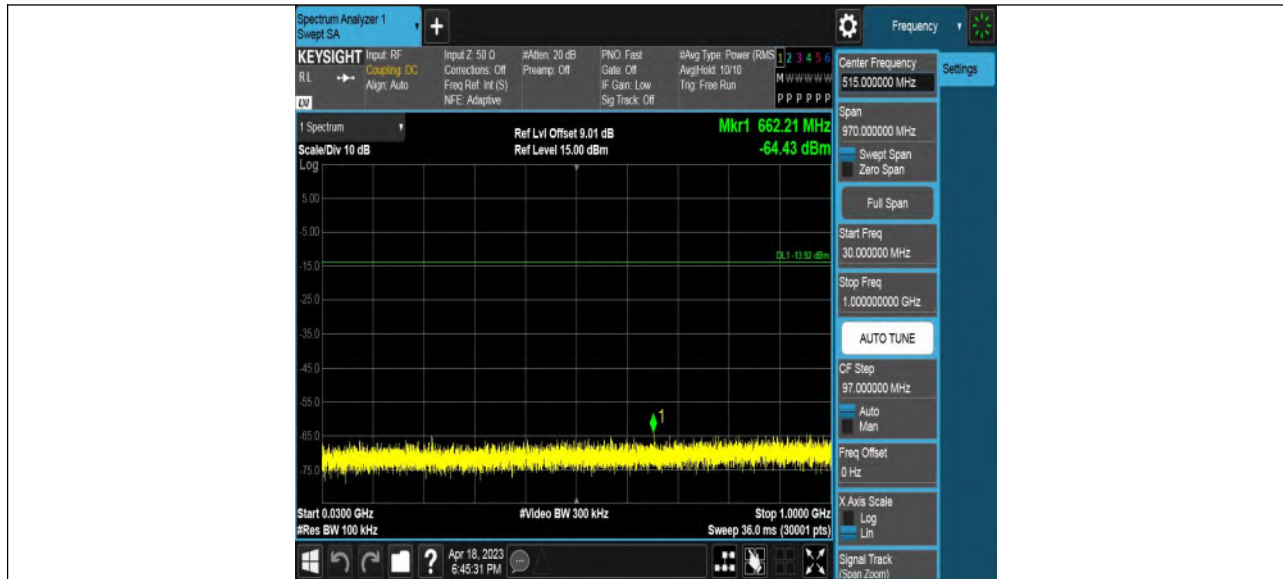 Spectrum Analyzer 1
Swept SA
+
Frequency
KEYSIGHT
RL
LXI
Input: RF
Coupling: DC
Align: Auto
Input Z: 50 Ω
Corrections: Off
Freq Ref: Int (S)
NFE: Adaptive
#Atten: 20 dB
Preamp: Off
PNO: Fast
Gate: Off
IF Gain: Low
Sig Track: Off
#Avg Type: Power (RMS
Avg|Hold: 10/10
Trig: Free Run
1 2 3 4 5 6
M W W W W W
P P P P P P
1 Spectrum
Scale/Div 10 dB
Log
Ref Lvl Offset 9.01 dB
Ref Level 15.00 dBm
Mkr1 662.21 MHz
-64.43 dBm
5.00
-5.00
DL1 -13.92 dBm
-15.0
-25.0
-35.0
-45.0
-55.0
1
-65.0
-75.0
Start 0.0300 GHz
#Res BW 100 kHz
#Video BW 300 kHz
Stop 1.0000 GHz
Sweep 36.0 ms (30001 pts)
?
Apr 18, 2023
6:45:31 PM
Center Frequency
515.000000 MHz
Settings
Span
970.000000 MHz
Swept Span
Zero Span
Full Span
Start Freq
30.000000 MHz
Stop Freq
1.000000000 GHz
AUTO TUNE
CF Step
97.000000 MHz
Auto
Man
Freq Offset
0 Hz
X Axis Scale
Log
Lin
Signal Track
(Span Zoom)